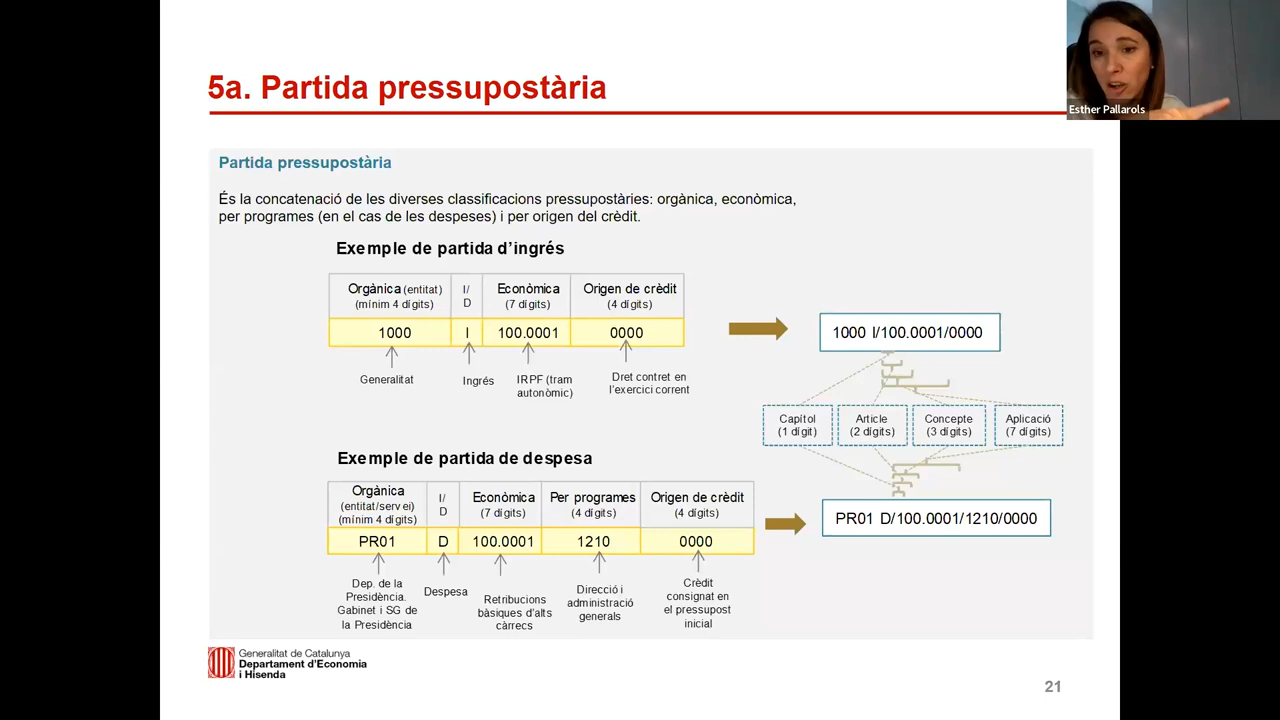 5a. Partida pressupostària
Esther Pallarols
Partida pressupostària
És la concatenació de les diverses classificacions pressupostàries: orgànica, econòmica,
per programes (en el cas de les despeses) i per origen del crèdit.
Exemple de partida d’ingrés
Orgànica (entitat)
(mínim 4 dígits)
I/
D
Econòmica
(7 dígits)
Origen de crèdit
(4 dígits)
1000
I
100.0001
0000
Generalitat
Ingrés
IRPF (tram
autonòmic)
Dret contret en
l’exercici corrent
1000 I/100.0001/0000
Capítol
(1 dígit)
Article
(2 dígits)
Concepte
(3 dígits)
Aplicació
(7 dígits)
Exemple de partida de despesa
Orgànica
(entitat/servei)
(mínim 4 dígits)
I/
D
Econòmica
(7 dígits)
Per programes
(4 dígits)
Origen de crèdit
(4 dígits)
PR01
D
100.0001
1210
0000
Dep. de la
Presidència.
Gabinet i SG de
la Presidència
Despesa
Retribucions
bàsiques d’alts
càrrecs
Direcció i
administració
generals
Crèdit
consignat en
el pressupost
inicial
PR01 D/100.0001/1210/0000
Generalitat de Catalunya
Departament d’Economia
i Hisenda
21